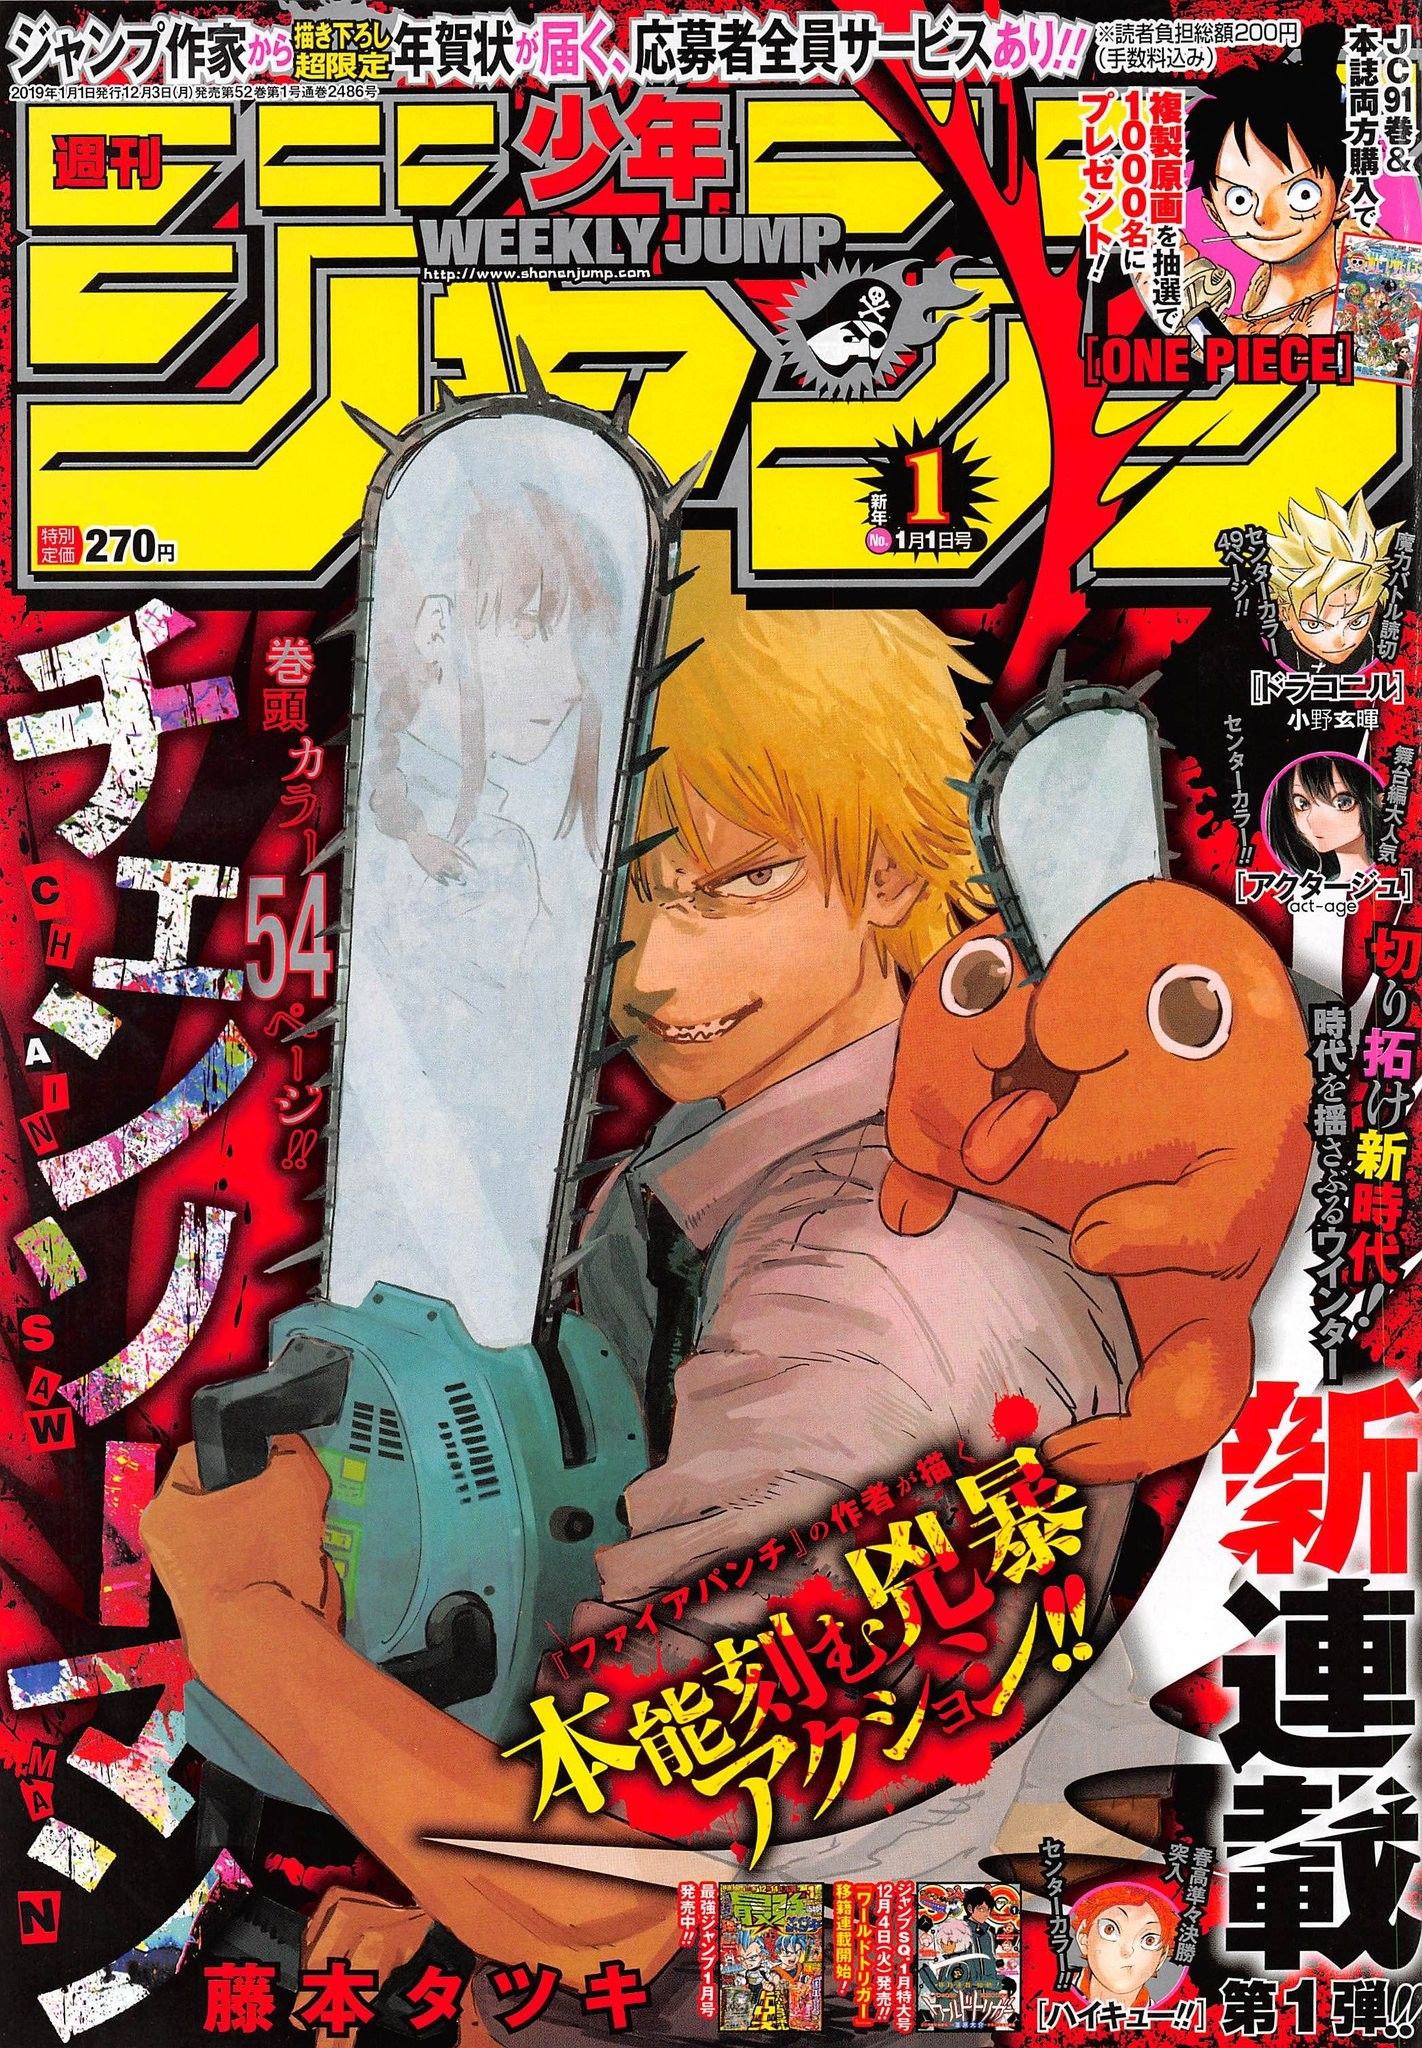 ジャンプ作家から描き下ろし超限定年賀状が届く、応募者全員サービスあり!!
※読者負担総額200円(手数料込み)
2019年1月1日発行12月3日(月)発売第52巻第1号通巻2486号
週刊
少年
ジャンプ
WEEKLY JUMP
http://www.shonenjump.com
JC91巻&
本誌両方購入で
複製原画を抽選で
1000名に
プレゼント!
[ONE PIECE]
特別定価 270円
新年 1
No. 1月1日号
魔力バトル読切
センターカラー
49ページ!!
[ドラコニル]
小野玄暉
舞台編大人気
センターカラー!!
[アクタージュ]
act-age
巻頭カラー54ページ!!
チェンソーマン
CHAIN SAW MAN
切り拓け新時代!
時代を揺さぶるウインター
新連載
第1弾!!
『ファイアパンチ』の作者が描く
本能刻む兇暴
アクション!!
藤本タツキ
最強ジャンプ1月号
発売中!!
ジャンプSQ.1月特大号
12月4日(火)発売!!
『ワールドトリガー』
移籍連載開始!
春高準々決勝
突入
センターカラー!!
[ハイキュー!!]